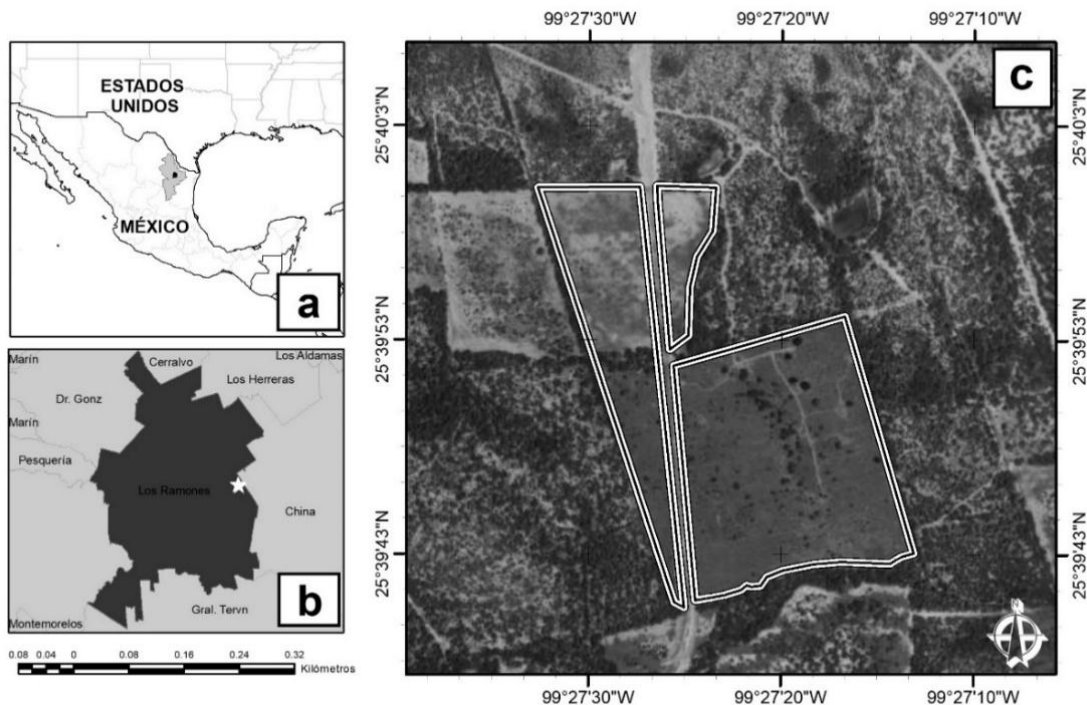 ESTADOS
UNIDOS
MÉXICO
a
Marín
Cerralvo
Los Aldamas
Los Herreras
Dr. Gonz
Marín
Pesquería
Los Ramones
China
Gral. Tervn
Montemorelos
b
0.08 0.04 0 0.08 0.16 0.24 0.32
Kilómetros
99°27'30"W 99°27'20"W 99°27'10"W
c
25°40'3"N 25°40'3"N
25°39'53"N 25°39'53"N
25°39'43"N 25°39'43"N
99°27'30"W 99°27'20"W 99°27'10"W